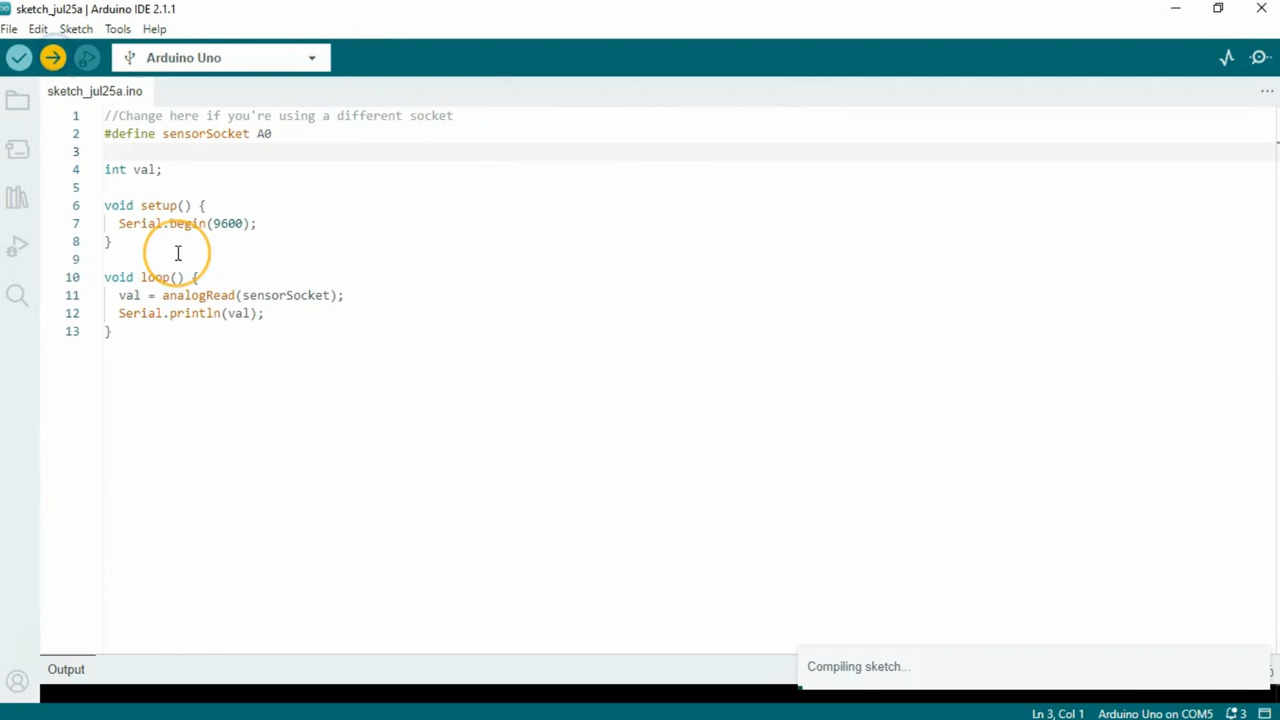 sketch_jul25a | Arduino IDE 2.1.1
File Edit Sketch Tools Help
Arduino Uno
sketch_jul25a.ino
1 //Change here if you're using a different socket
2 #define sensorSocket A0
3
4 int val;
5
6 void setup() {
7 Serial.begin(9600);
8 }
9
10 void loop() {
11 val = analogRead(sensorSocket);
12 Serial.println(val);
13 }
Output
Compiling sketch...
Ln 3, Col 1 Arduino Uno on COM5 3